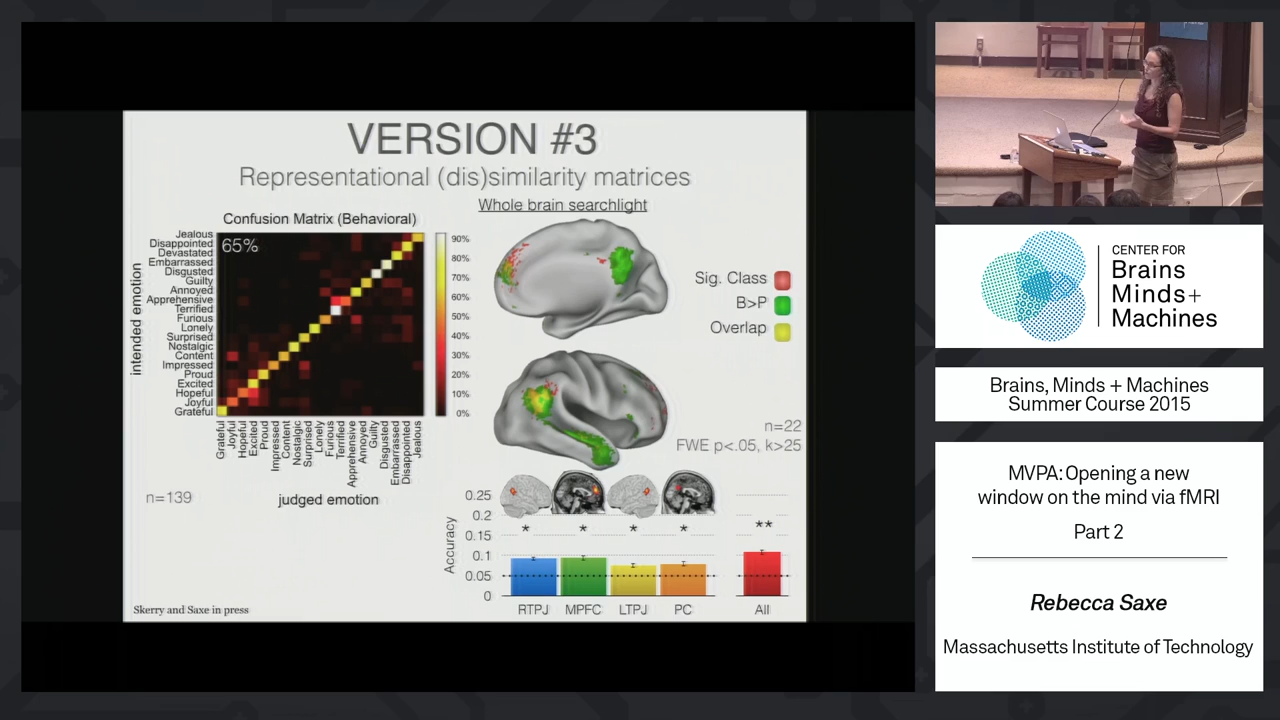 VERSION #3
Representational (dis)similarity matrices
Confusion Matrix (Behavioral)
65%
intended emotion
Jealous
Disappointed
Devastated
Embarrassed
Disgusted
Guilty
Annoyed
Apprehensive
Terrified
Furious
Lonely
Surprised
Nostalgic
Content
Impressed
Proud
Excited
Hopeful
Joyful
Grateful
90%
80%
70%
60%
50%
40%
30%
20%
10%
0%
Grateful
Joyful
Hopeful
Excited
Proud
Impressed
Content
Nostalgic
Surprised
Lonely
Furious
Terrified
Apprehensive
Annoyed
Guilty
Disgusted
Embarrassed
Disappointed
Jealous
judged emotion
n=139
Whole brain searchlight
Sig. Class
B>P
Overlap
n=22
FWE p<.05, k>25
Accuracy
0.25
0.2
0.15
0.1
0.05
0
* * * * **
RTPJ MPFC LTPJ PC All
Skerry and Saxe in press
CENTER FOR
Brains
Minds+
Machines
Brains, Minds + Machines
Summer Course 2015
MVPA: Opening a new
window on the mind via fMRI
Part 2
Rebecca Saxe
Massachusetts Institute of Technology